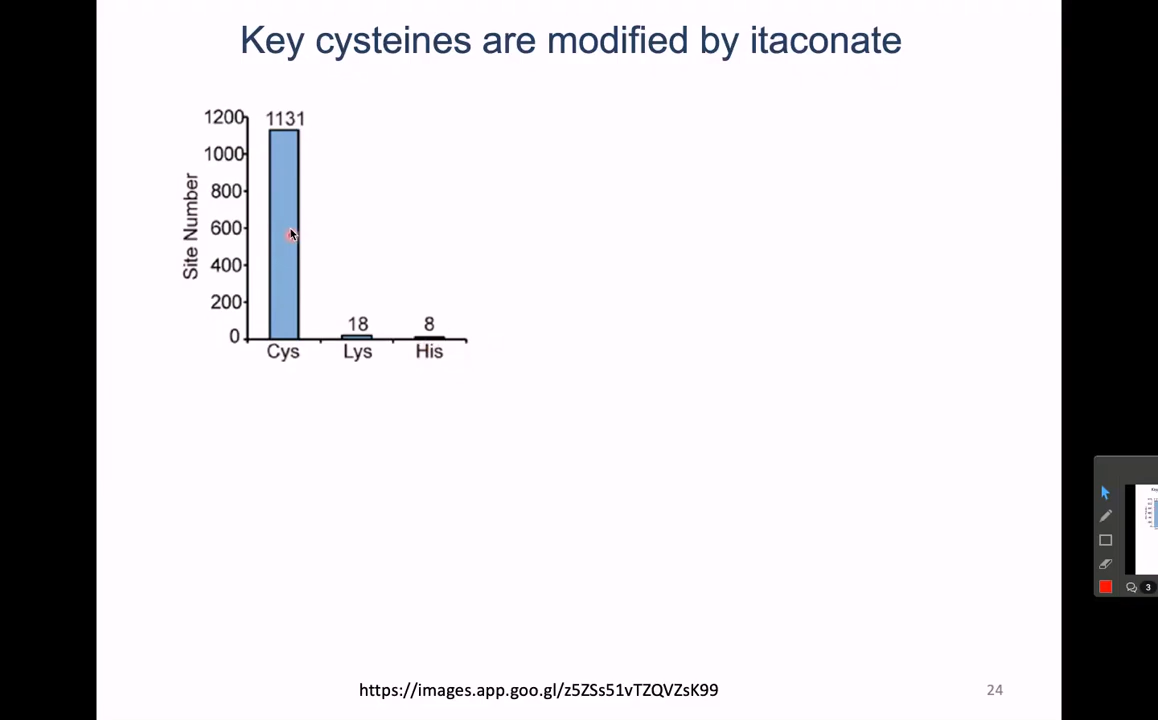 Key cysteines are modified by itaconate
1200
1000
800
600
400
200
0
Site Number
1131
18
8
Cys
Lys
His
https://images.app.goo.gl/z5ZSs51vTZQVZsK99
24
3